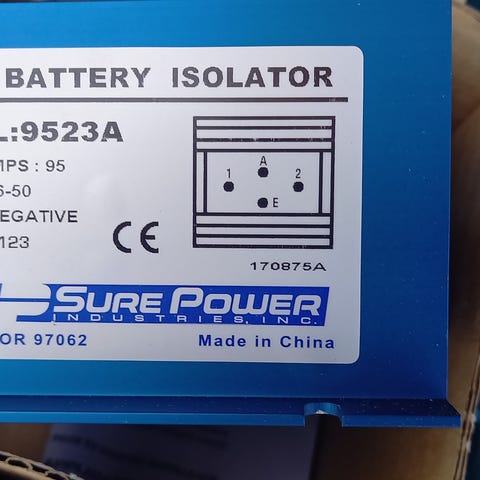 BATTERY ISOLATOR
L:9523A
MPS : 95
6-50
EGATIVE
123
A
1 2
E
CE
170875A
SURE POWER
INDUSTRIES, INC.
OR 97062 Made in China